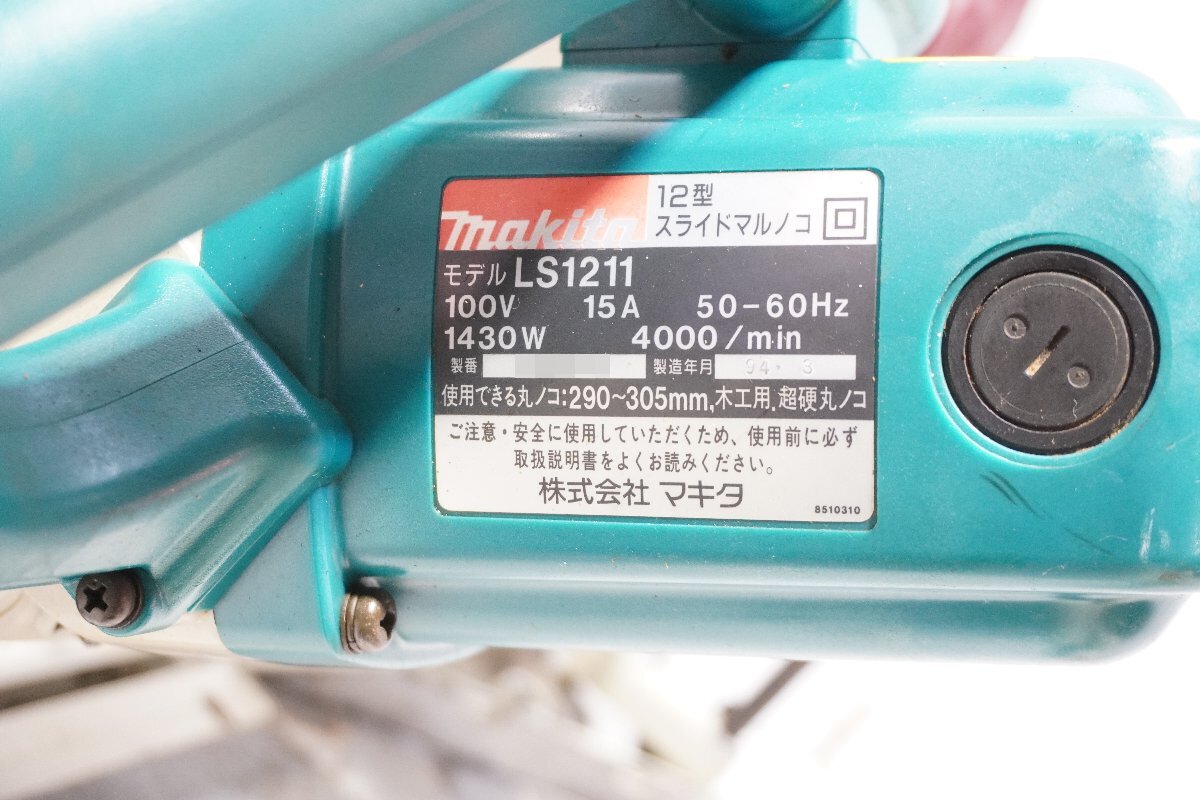 makita
12型
スライドマルノコ
モデル LS1211
100V 15A 50-60Hz
1430W 4000/min
製番 製造年月 94. 3
使用できる丸ノコ:290~305mm,木工用.超硬丸ノコ
ご注意・安全に使用していただくため、使用前に必ず
取扱説明書をよくお読みください。
株式会社 マキタ
8510310